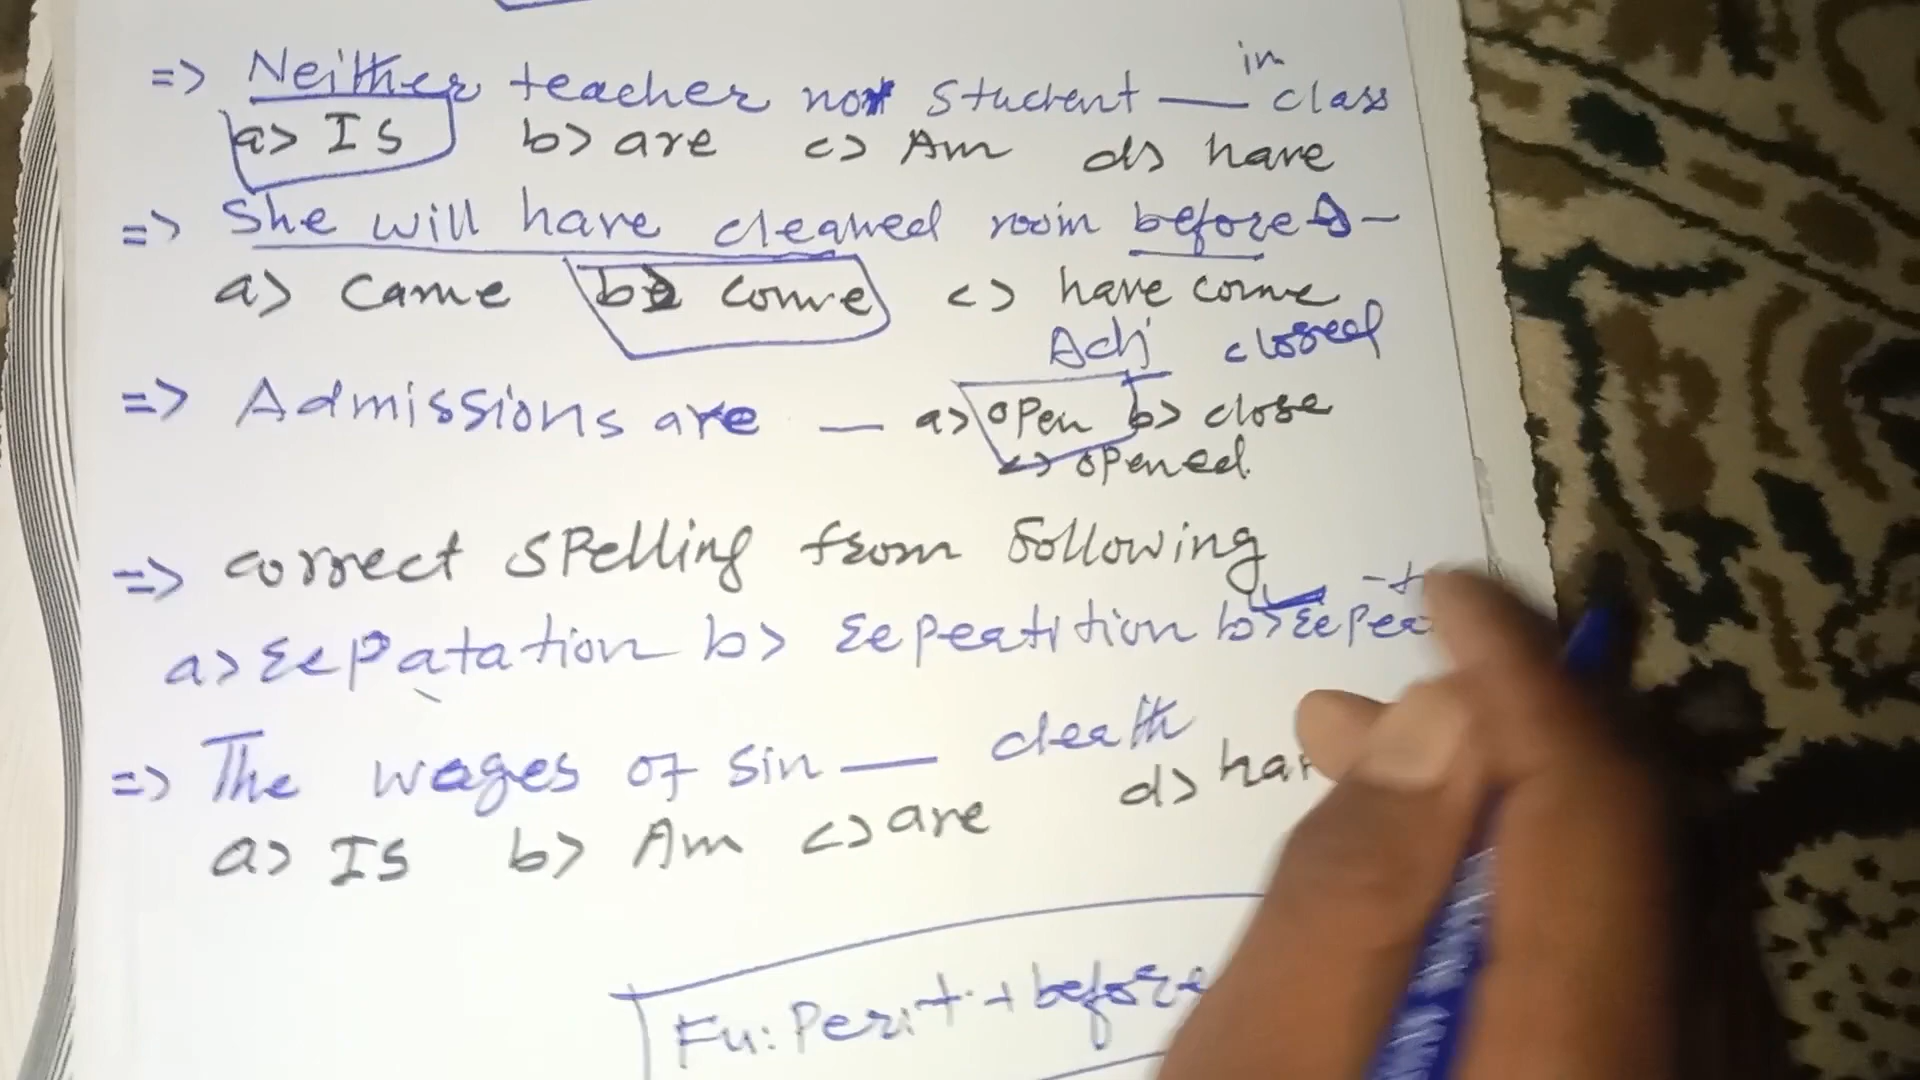 in
=> Neither teacher nor student — class
a> Is b> are c> Am d> have
=> She will have cleaned room before —
a> came b> come c> have come
Adj closed
=> Admissions are — a> open b> close
c> opened.
=> correct spelling from following
a> repatation b> repeatition b> repea
=> The wages of sin — death
a> Is b> Am c> are d> hav
Fu: Perf. t + before